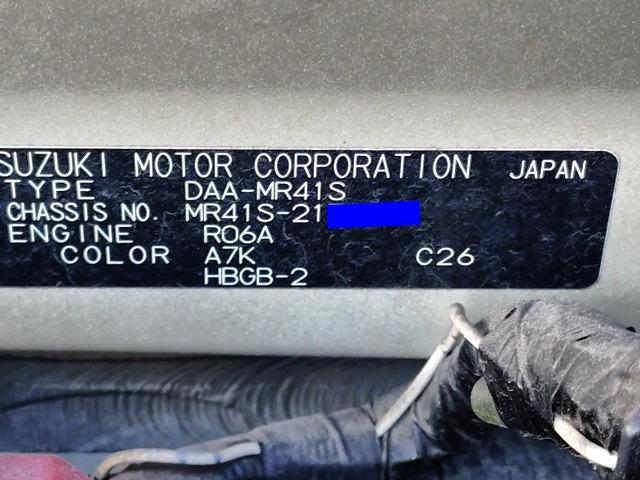 SUZUKI MOTOR CORPORATION JAPAN
TYPE DAA-MR41S
CHASSIS NO. MR41S-21
ENGINE R06A
COLOR A7K C26
HBGB-2